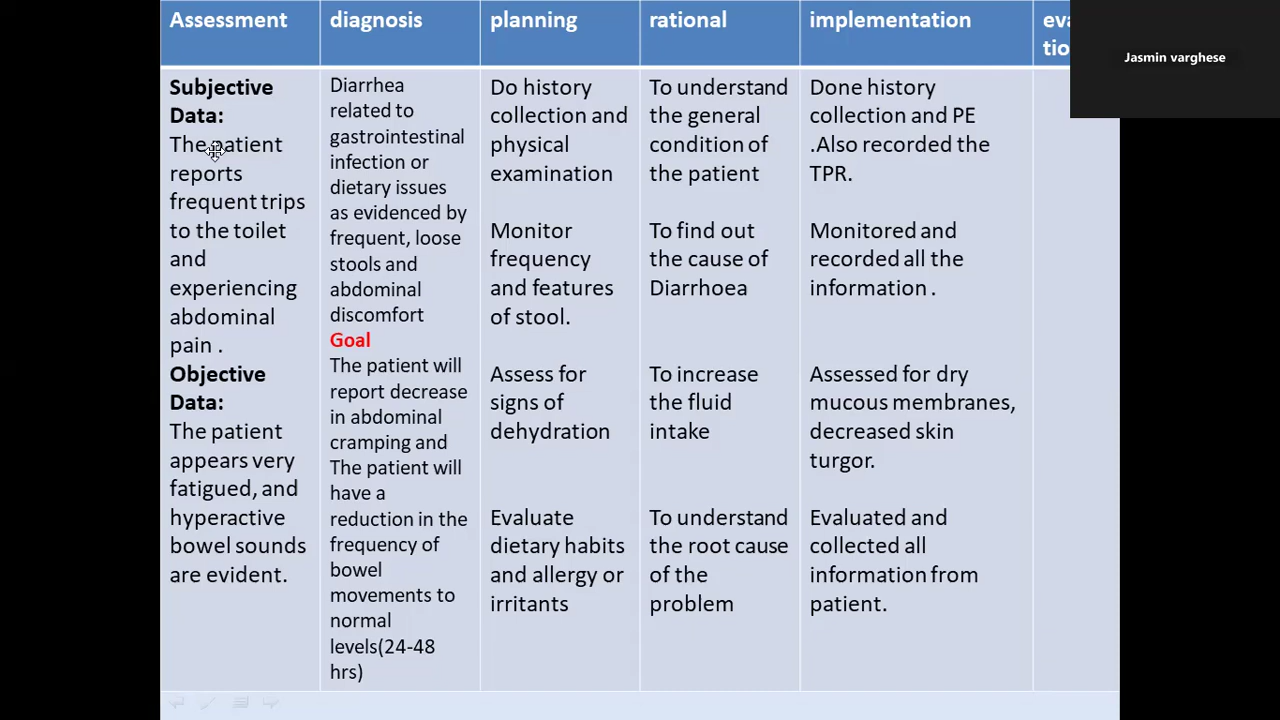 Assessment
diagnosis
planning
rational
implementation
eva
tio
Jasmin varghese
Subjective
Data:
The patient
reports
frequent trips
to the toilet
and
experiencing
abdominal
pain .
Objective
Data:
The patient
appears very
fatigued, and
hyperactive
bowel sounds
are evident.
Diarrhea
related to
gastrointestinal
infection or
dietary issues
as evidenced by
frequent, loose
stools and
abdominal
discomfort
Goal
The patient will
report decrease
in abdominal
cramping and
The patient will
have a
reduction in the
frequency of
bowel
movements to
normal
levels(24-48
hrs)
Do history
collection and
physical
examination
Monitor
frequency
and features
of stool.
Assess for
signs of
dehydration
Evaluate
dietary habits
and allergy or
irritants
To understand
the general
condition of
the patient
To find out
the cause of
Diarrhoea
To increase
the fluid
intake
To understand
the root cause
of the
problem
Done history
collection and PE
.Also recorded the
TPR.
Monitored and
recorded all the
information .
Assessed for dry
mucous membranes,
decreased skin
turgor.
Evaluated and
collected all
information from
patient.